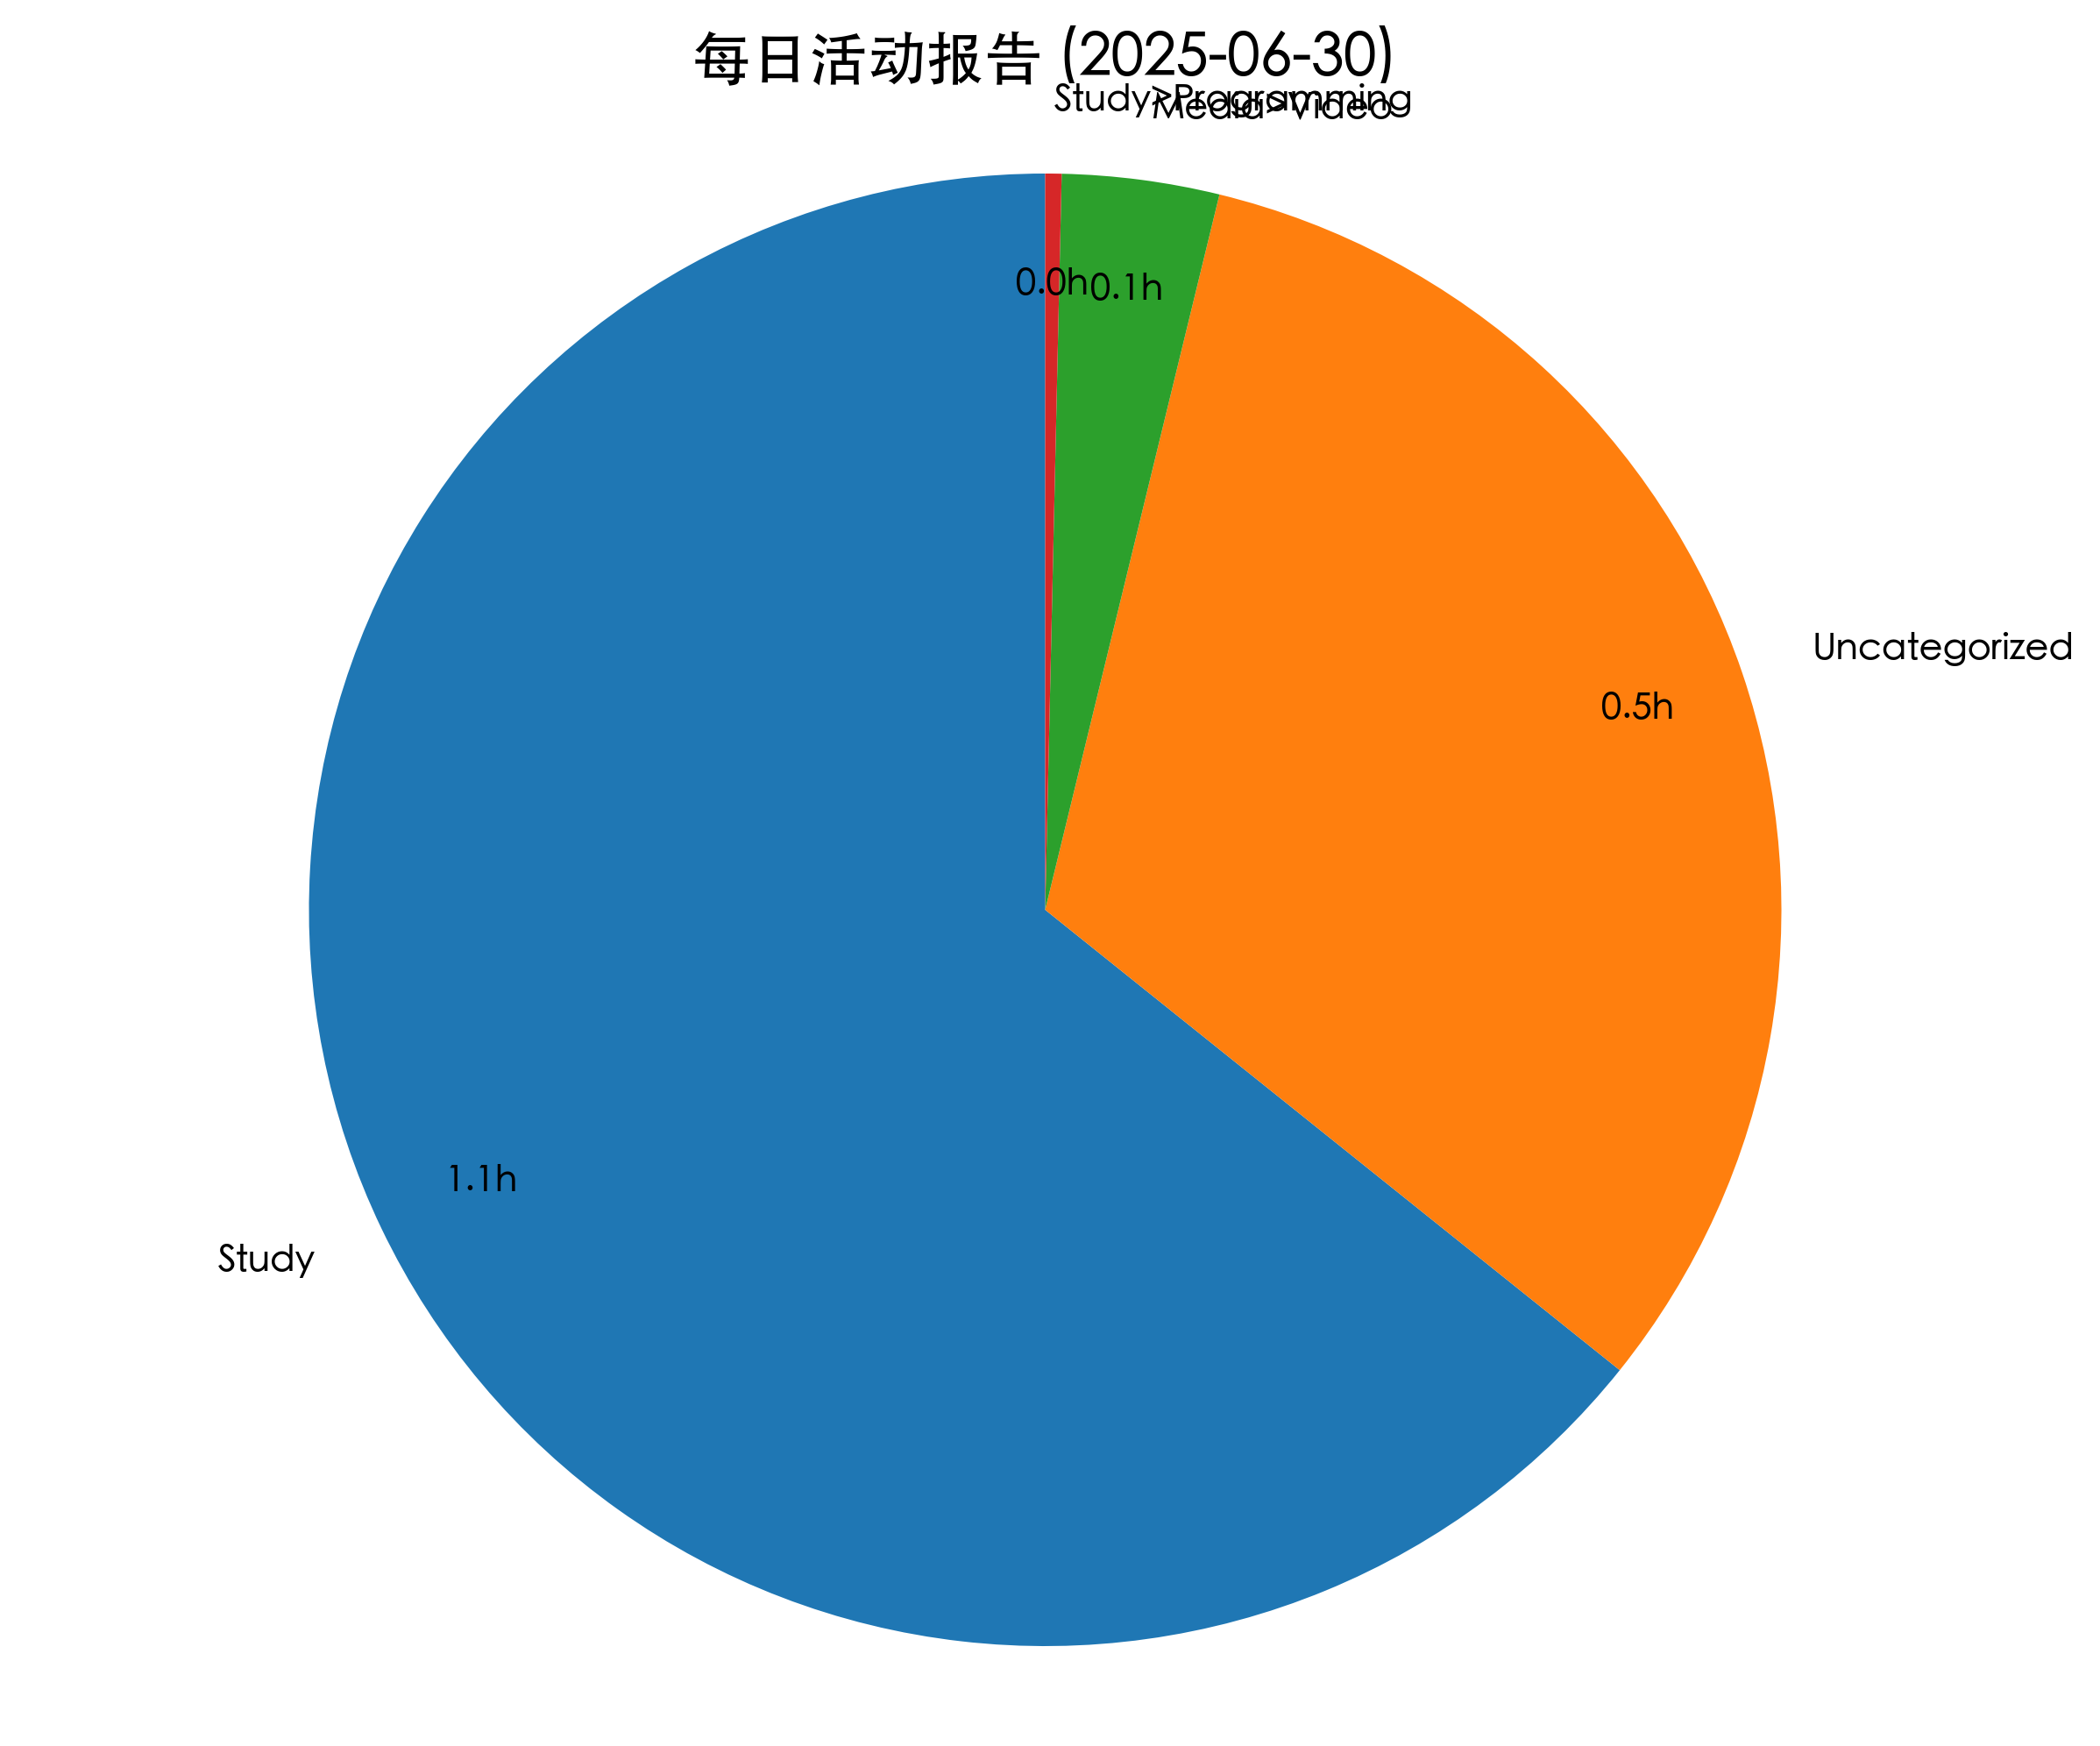 每日活动报告 (2025-06-30)
Study>Programming
Media>Video
0.0h
0.1h
Uncategorized
0.5h
1.1h
Study